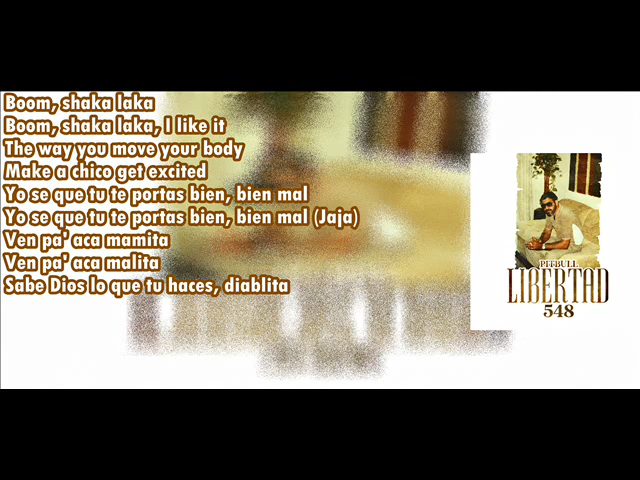 Boom, shaka laka
Boom, shaka laka, I like it
The way you move your body
Make a chico get excited
Yo se que tu te portas bien, bien mal
Yo se que tu te portas bien, bien mal (Jaja)
Ven pa' aca mamita
Ven pa' aca malita
Sabe Dios lo que tu haces, diablita
PITBULL
LIBERTAD
548